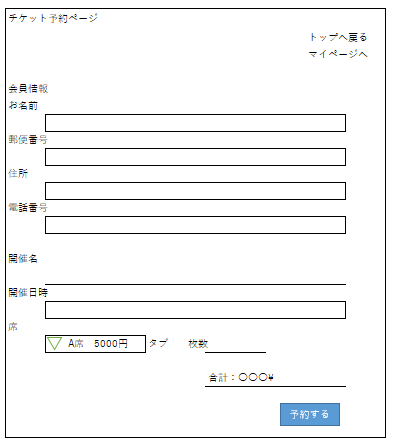 チケット予約ページ
トップへ戻る
マイページへ
会員情報
お名前
郵便番号
住所
電話番号
開催名
開催日時
席
A席 5000円 タブ 枚数
合計：〇〇〇¥
予約する